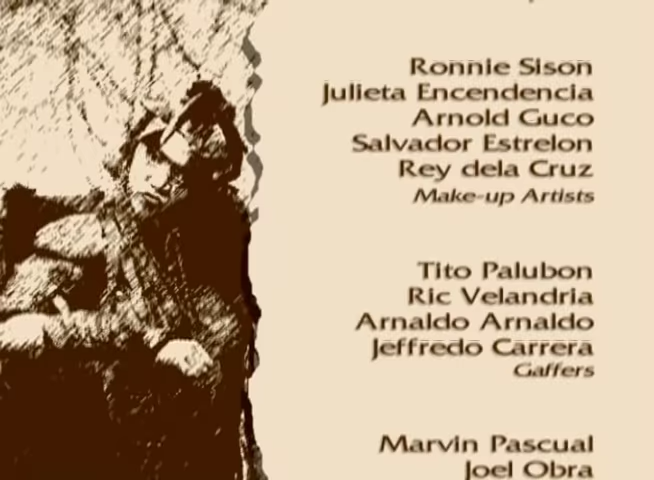 Ronnie Sison
Julieta Encendencia
Arnold Guco
Salvador Estrelon
Rey dela Cruz
Make-up Artists
Tito Palubon
Ric Velandria
Arnaldo Arnaldo
Jeffredo Carrera
Gaffers
Marvin Pascual
Joel Obra